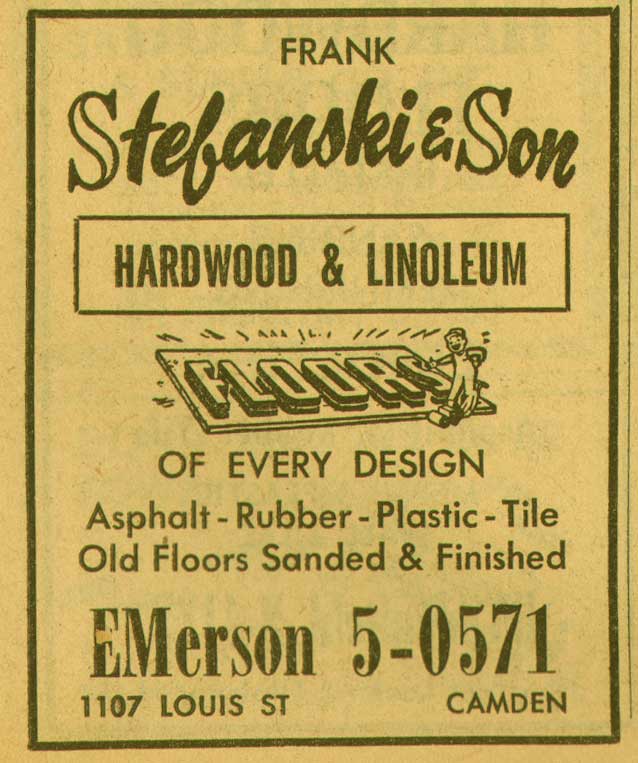 FRANK
Stefanski & Son
HARDWOOD & LINOLEUM
FLOORS
OF EVERY DESIGN
Asphalt - Rubber - Plastic - Tile
Old Floors Sanded & Finished
EMerson 5-0571
1107 LOUIS ST CAMDEN